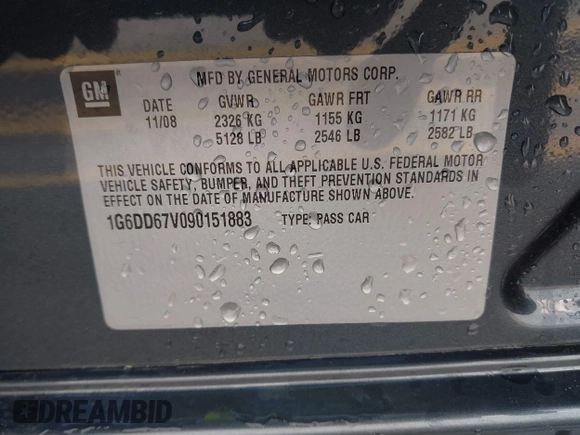 GM
MFD BY GENERAL MOTORS CORP.
DATE GVWR GAWR FRT GAWR RR
11/08 2326 KG 1155 KG 1171 KG
5128 LB 2546 LB 2582 LB
THIS VEHICLE CONFORMS TO ALL APPLICABLE U.S. FEDERAL MOTOR
VEHICLE SAFETY, BUMPER, AND THEFT PREVENTION STANDARDS IN
EFFECT ON THE DATE OF MANUFACTURE SHOWN ABOVE.
1G6DD67V090151883 TYPE: PASS CAR
DREAMBID